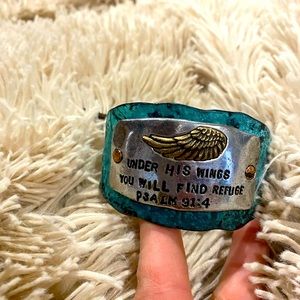 UNDER HIS WINGS
YOU WILL FIND REFUGE
PSALM 91:4